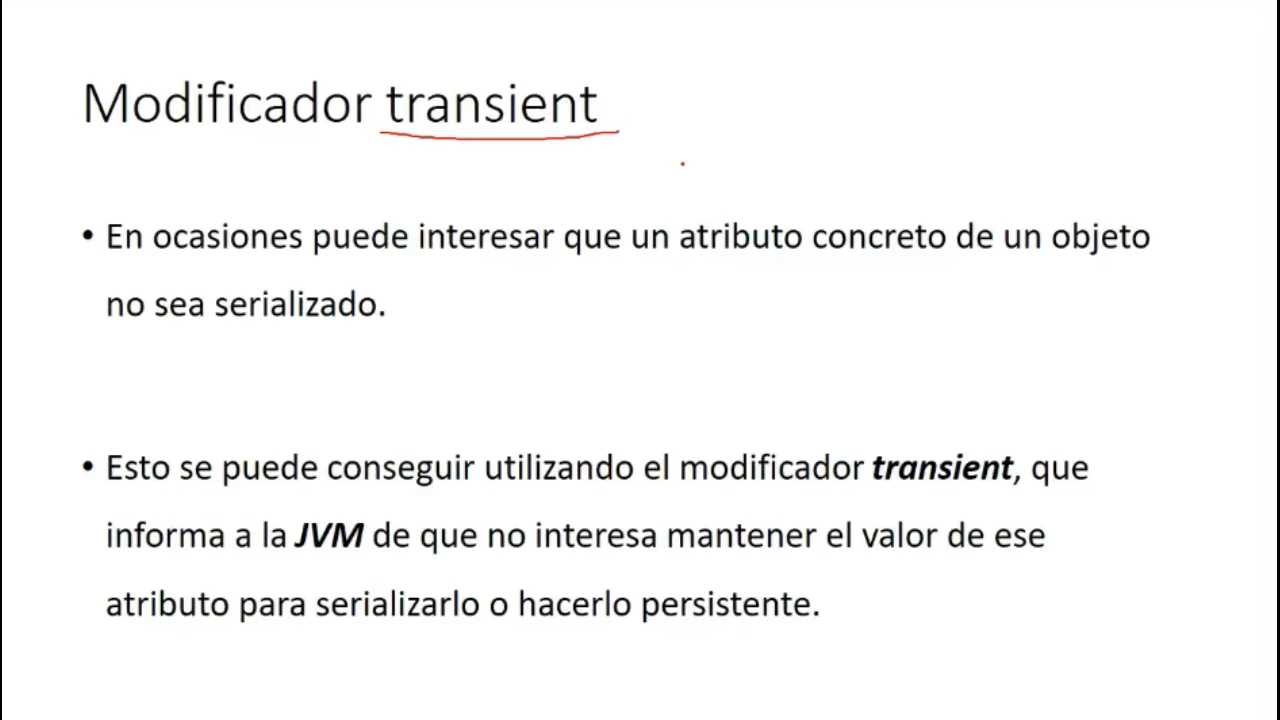 Modificador transient
• En ocasiones puede interesar que un atributo concreto de un objeto
no sea serializado.
• Esto se puede conseguir utilizando el modificador transient, que
informa a la JVM de que no interesa mantener el valor de ese
atributo para serializarlo o hacerlo persistente.